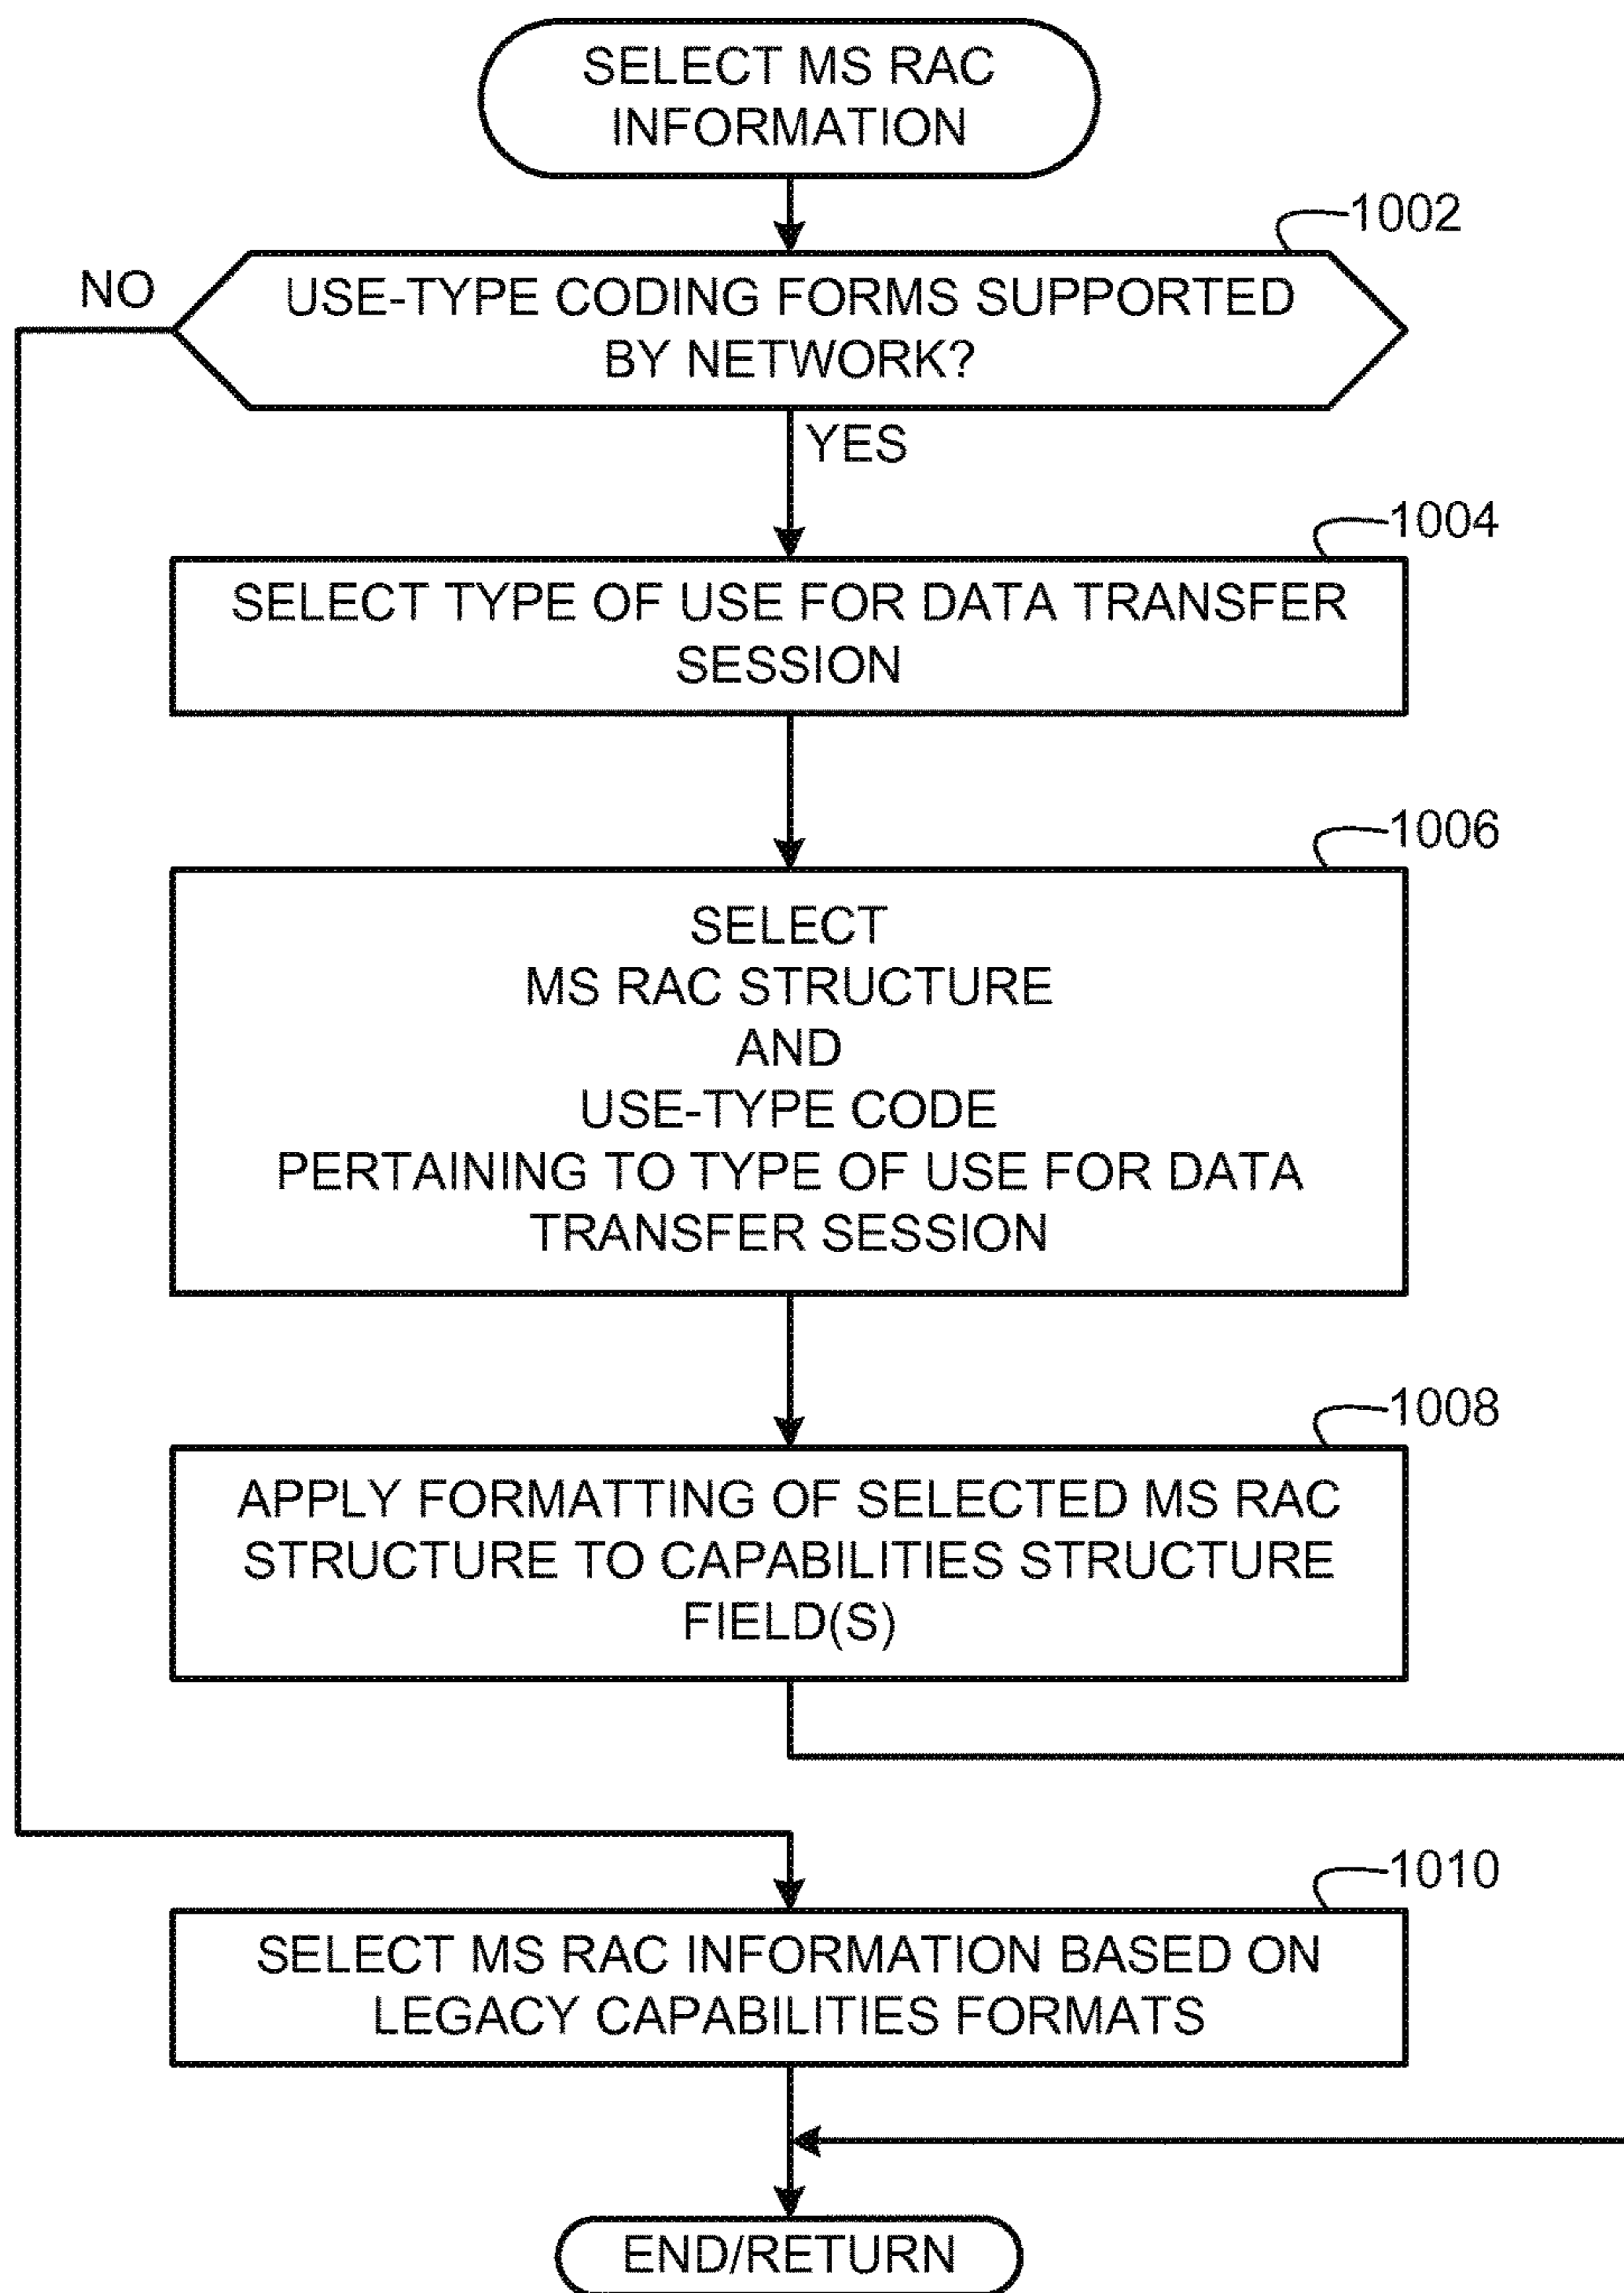 SELECT MS RAC
INFORMATION
1002
NO
USE-TYPE CODING FORMS SUPPORTED
BY NETWORK?
YES
1004
SELECT TYPE OF USE FOR DATA TRANSFER
SESSION
1006
SELECT
MS RAC STRUCTURE
AND
USE-TYPE CODE
PERTAINING TO TYPE OF USE FOR DATA
TRANSFER SESSION
1008
APPLY FORMATTING OF SELECTED MS RAC
STRUCTURE TO CAPABILITIES STRUCTURE
FIELD(S)
1010
SELECT MS RAC INFORMATION BASED ON
LEGACY CAPABILITIES FORMATS
END/RETURN